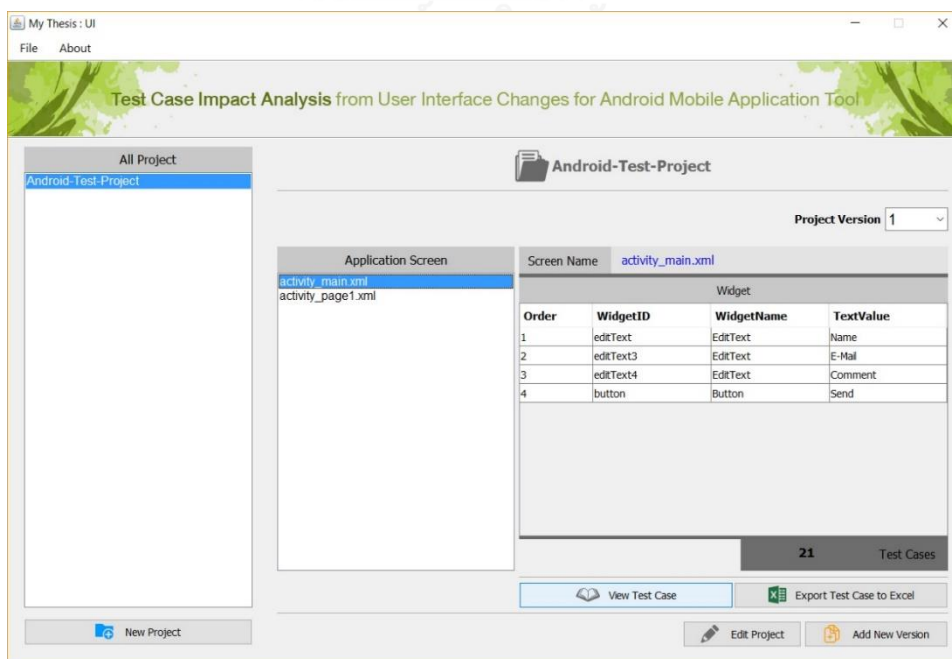 My Thesis : UI
File About
Test Case Impact Analysis from User Interface Changes for Android Mobile Application Tool
All Project
Android-Test-Project
New Project
Android-Test-Project
Project Version 1
Application Screen
activity_main.xml
activity_page1.xml
Screen Name activity_main.xml
Widget
Order WidgetID WidgetName TextValue
1 editText EditText Name
2 editText3 EditText E-Mail
3 editText4 EditText Comment
4 button Button Send
21 Test Cases
View Test Case Export Test Case to Excel
Edit Project Add New Version